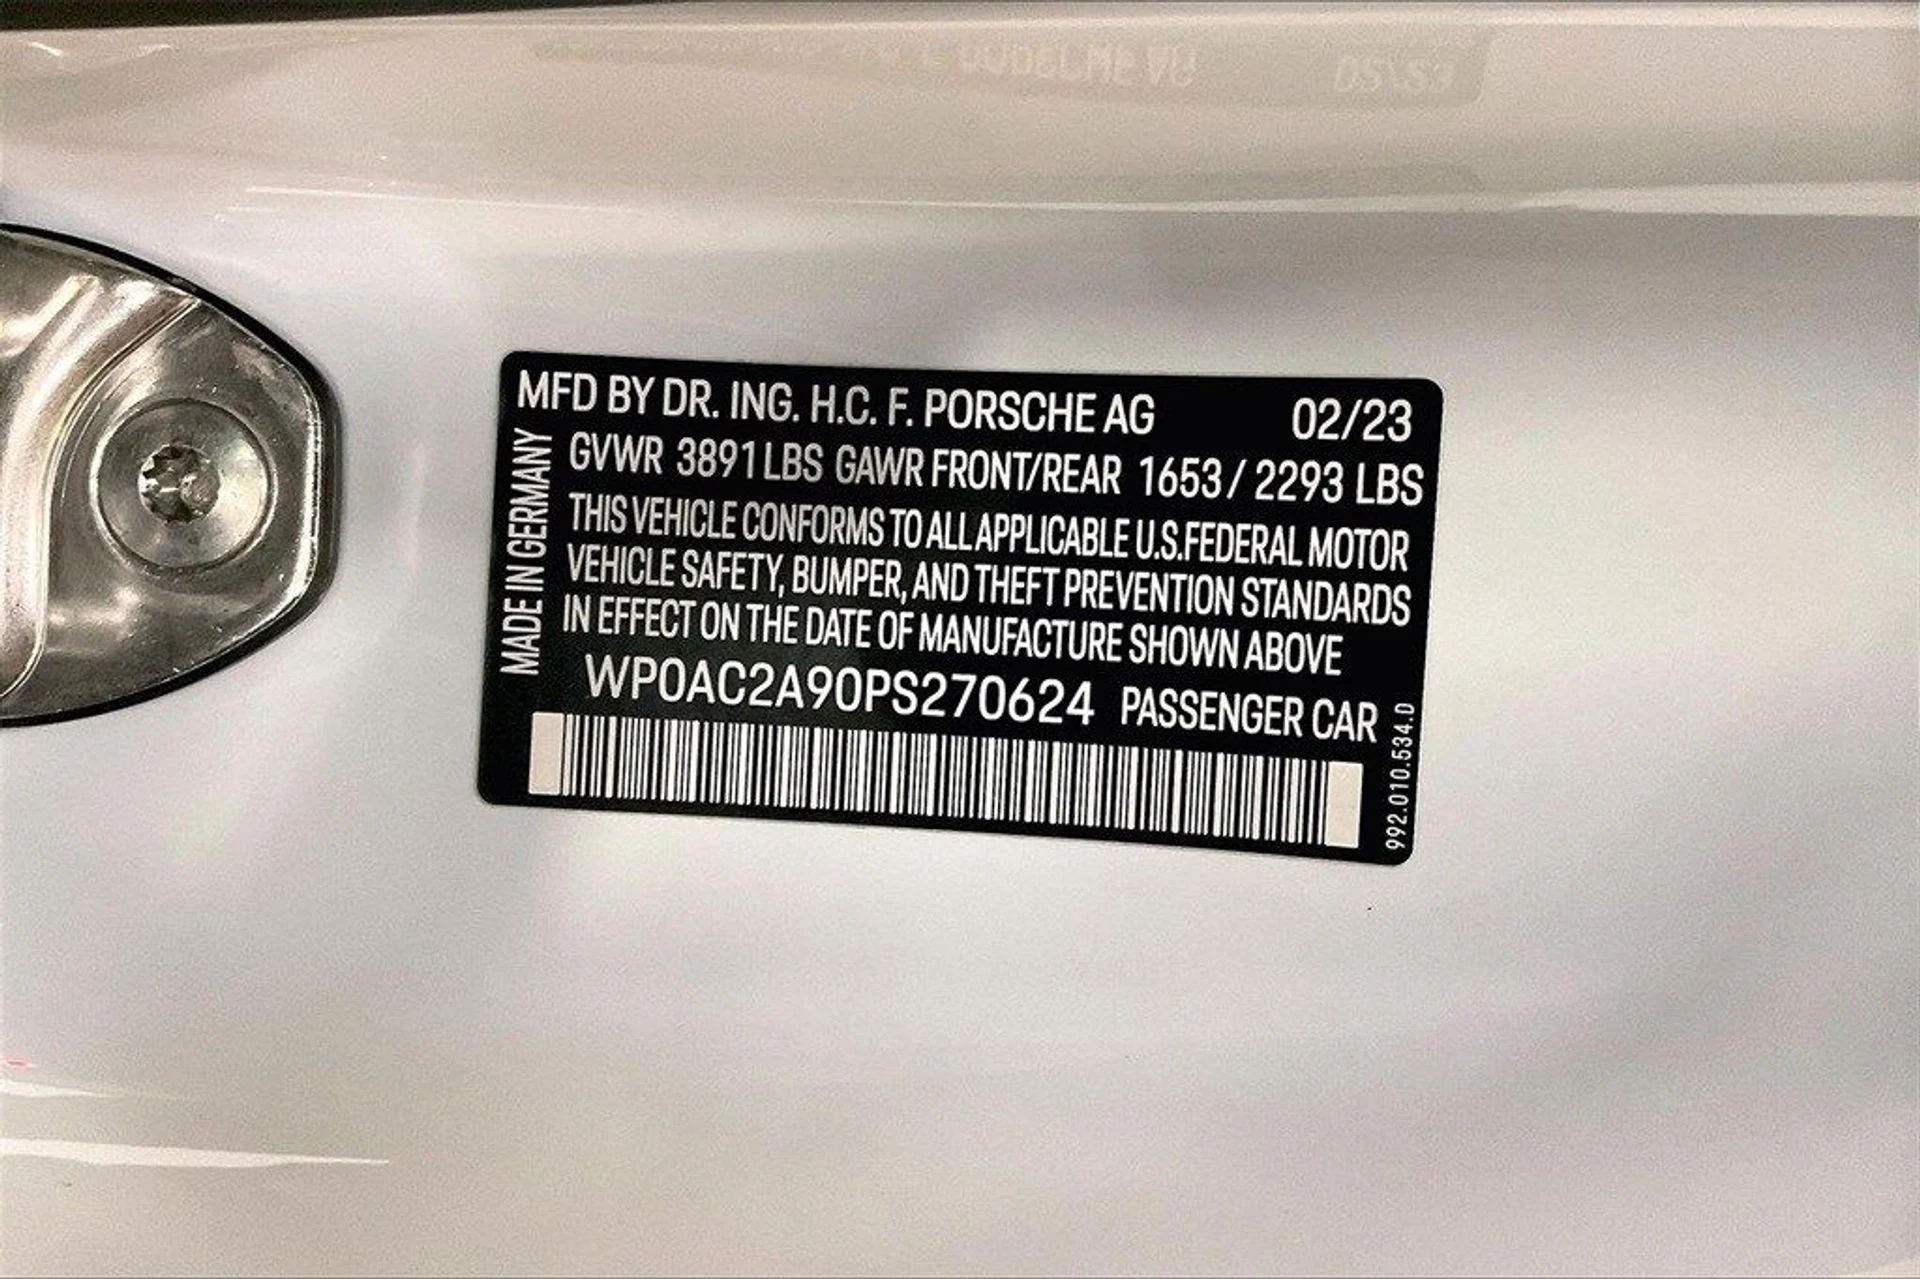 MFD BY DR. ING. H.C. F. PORSCHE AG 02/23
GVWR 3891 LBS GAWR FRONT/REAR 1653 / 2293 LBS
THIS VEHICLE CONFORMS TO ALL APPLICABLE U.S.FEDERAL MOTOR
VEHICLE SAFETY, BUMPER, AND THEFT PREVENTION STANDARDS
IN EFFECT ON THE DATE OF MANUFACTURE SHOWN ABOVE
WP0AC2A90PS270624 PASSENGER CAR
MADE IN GERMANY
992.010.534.D